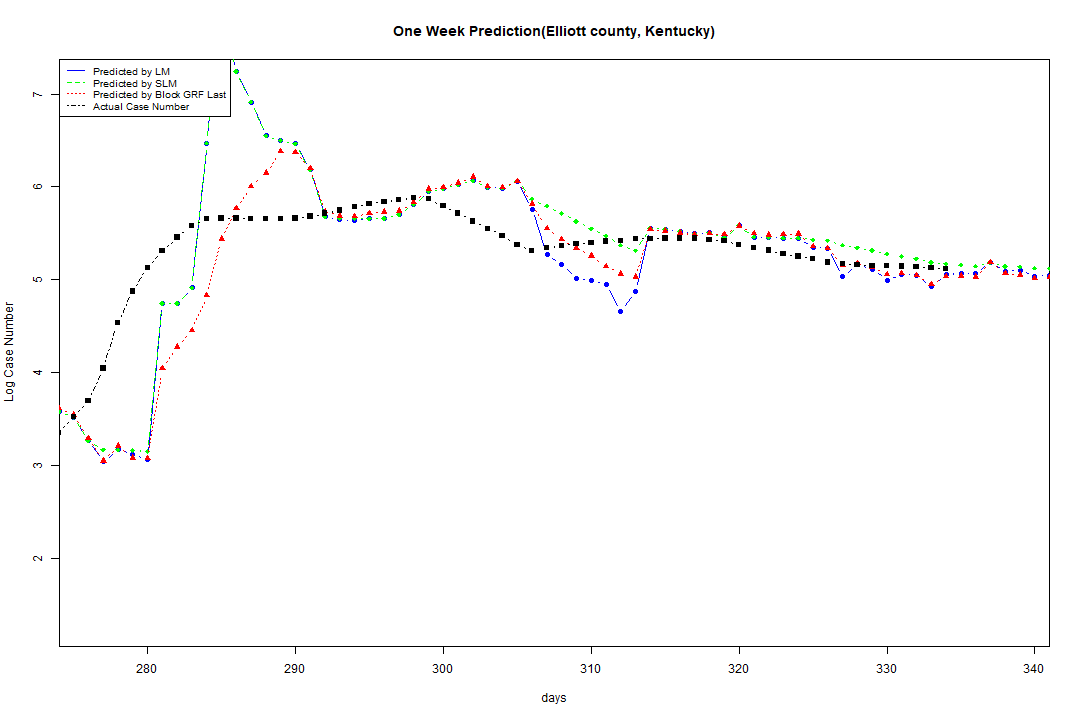 One Week Prediction(Elliott county, Kentucky)
Predicted by LM
Predicted by SLM
Predicted by Block GRF Last
Actual Case Number
Log Case Number
7
6
5
4
3
2
280 290 300 310 320 330 340
days